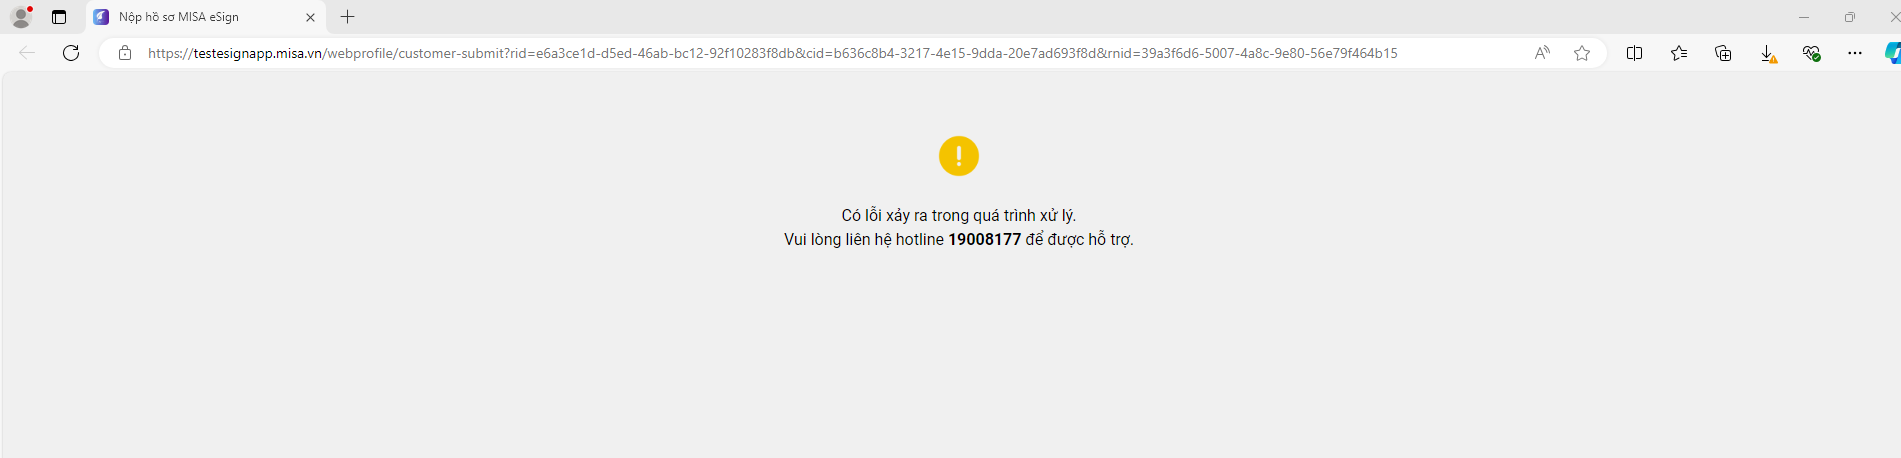 Nộp hồ sơ MISA eSign
https://testesignapp.misa.vn/webprofile/customer-submit?rid=e6a3ce1d-d5ed-46ab-bc12-92f10283f8db&cid=b636c8b4-3217-4e15-9dda-20e7ad693f8d&rnid=39a3f6d6-5007-4a8c-9e80-56e79f464b15
Có lỗi xảy ra trong quá trình xử lý.
Vui lòng liên hệ hotline 19008177 để được hỗ trợ.